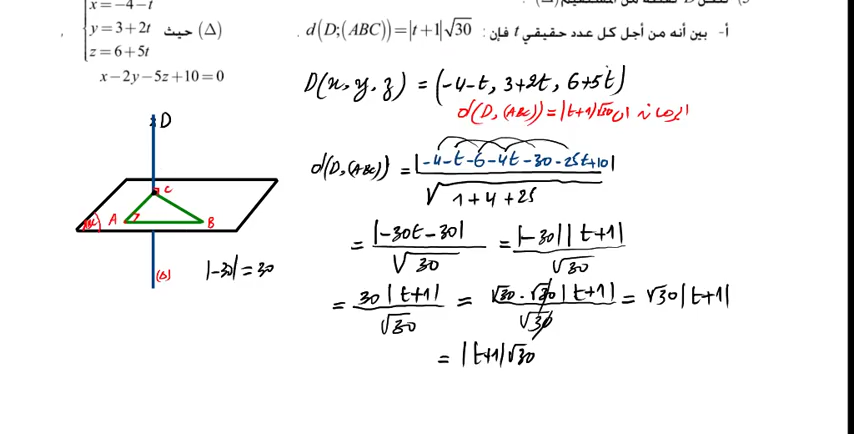 x = -4 - t
y = 3 + 2t حيث (Δ)
z = 6 + 5t
x - 2y - 5z + 10 = 0
أ- بين أنه من أجل كل عدد حقيقي t فإن : d(D;(ABC)) = |t+1|√30
D(x, y, z) = (-4-t, 3+2t, 6+5t)
d(D,(ABC)) = |t+1|√30
d(D,(ABC)) = |-4-t-6-4t-30-25t+10| / √(1+4+25)
= |-30t-30| / √30 = |-30||t+1| / √30
= 30|t+1| / √30 = √30·√30|t+1| / √30 = √30|t+1|
= |t+1|√30
D
C
A
B
(Δ)
|-30| = 30